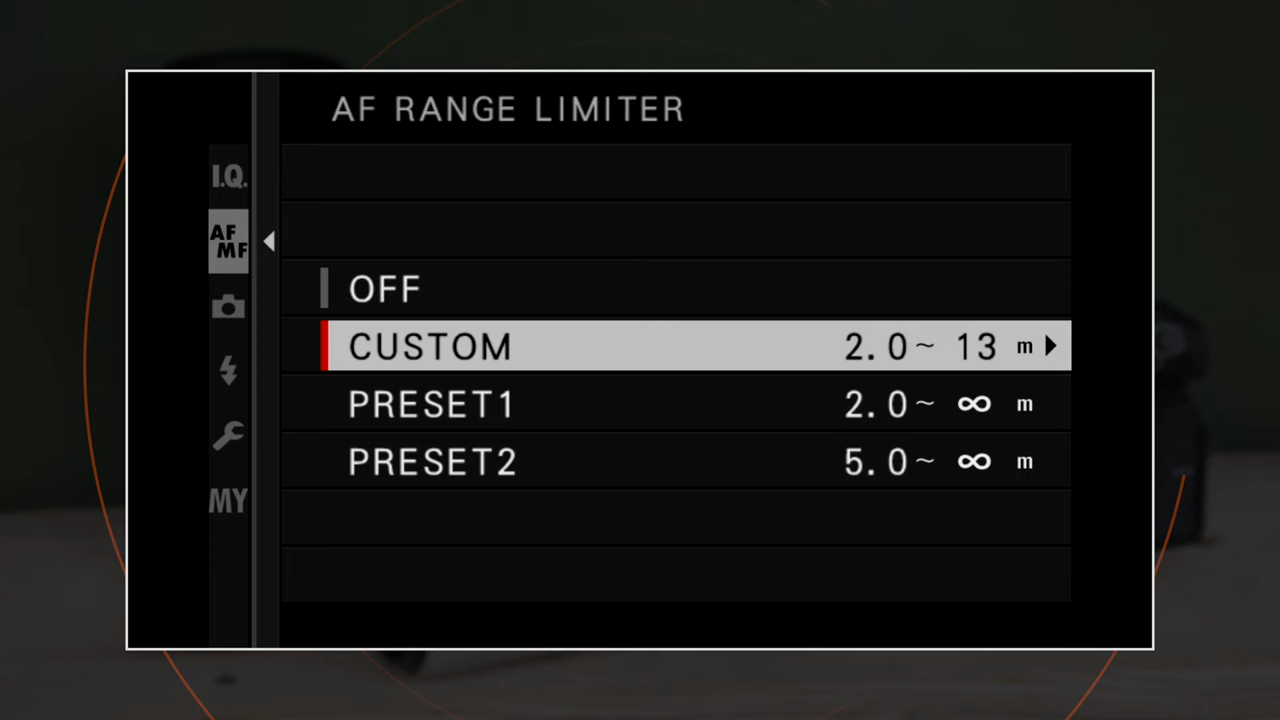 AF RANGE LIMITER
I.Q.
AF
MF
OFF
CUSTOM 2.0~ 13 m
PRESET1 2.0~ ∞ m
PRESET2 5.0~ ∞ m
MY